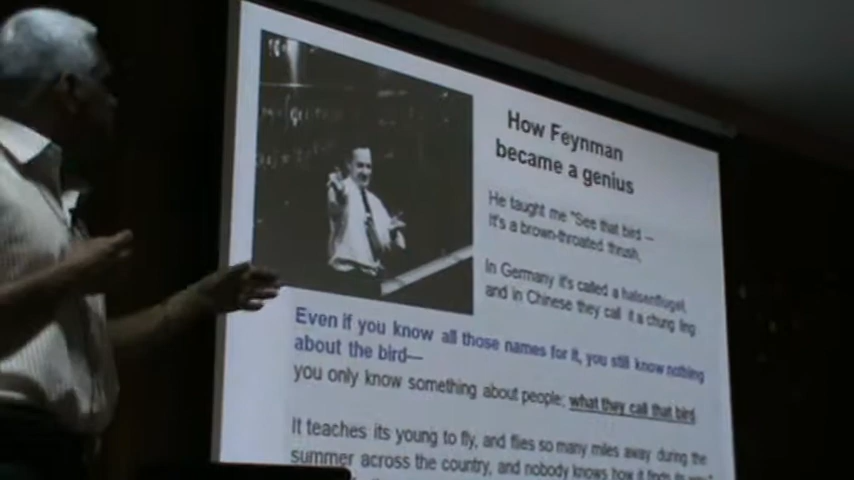 How Feynman
became a genius
He taught me "See that bird –
It's a brown-throated thrush,
In Germany it's called a halsenflugel,
and in Chinese they call it a chung ling
Even if you know all those names for it, you still know nothing
about the bird—
You only know something about people; what they call that bird
It teaches its young to fly, and flies so many miles away during the
summer across the country, and nobody knows how it finds its way"